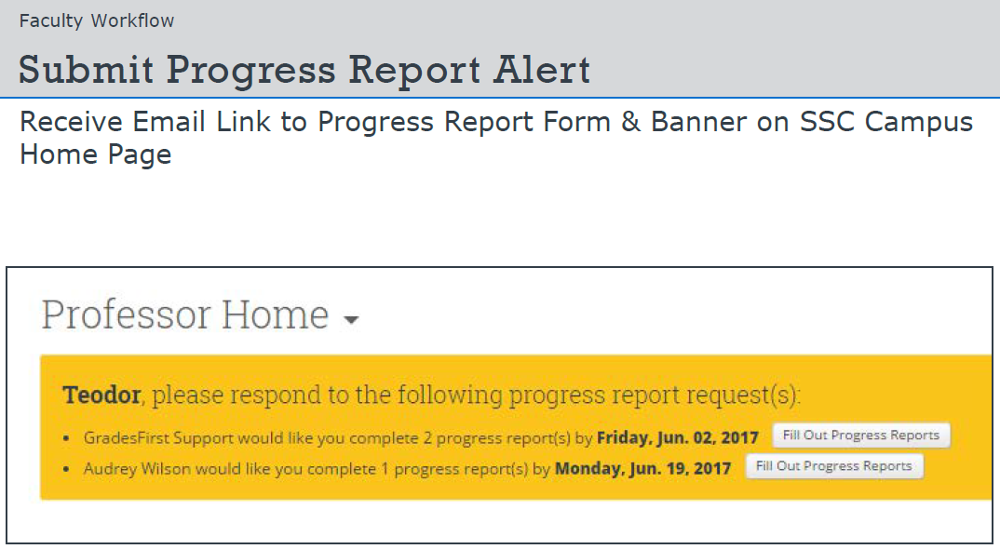 Faculty Workflow
Submit Progress Report Alert
Receive Email Link to Progress Report Form & Banner on SSC Campus
Home Page
Professor Home
Teodor, please respond to the following progress report request(s):
• GradesFirst Support would like you complete 2 progress report(s) by Friday, Jun. 02, 2017 Fill Out Progress Reports
• Audrey Wilson would like you complete 1 progress report(s) by Monday, Jun. 19, 2017 Fill Out Progress Reports